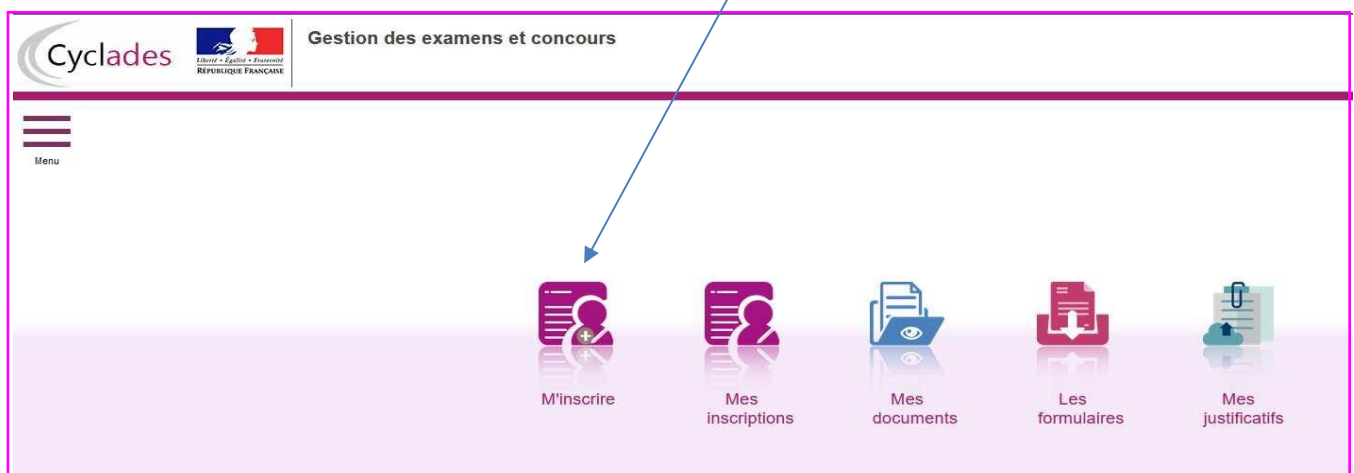 Cyclades
Liberté • Égalité • Fraternité
RÉPUBLIQUE FRANÇAISE
Gestion des examens et concours
Menu
M'inscrire
Mes
inscriptions
Mes
documents
Les
formulaires
Mes
justificatifs